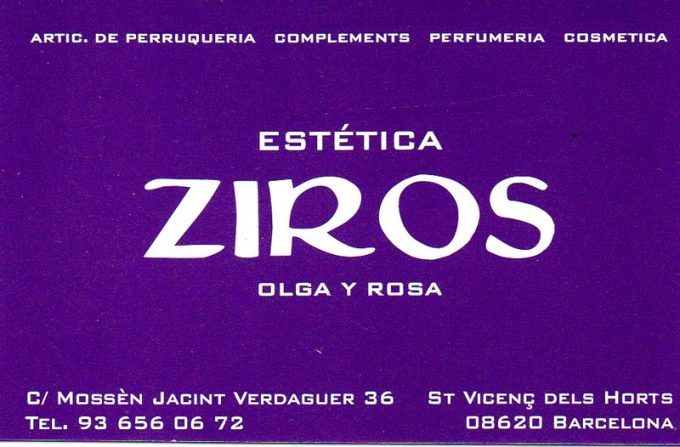 ARTIC. DE PERRUQUERIA COMPLEMENTS PERFUMERIA COSMETICA
ESTÉTICA
ZIROS
OLGA Y ROSA
C/ MOSSÈN JACINT VERDAGUER 36 ST VICENÇ DELS HORTS
TEL. 93 656 06 72 08620 BARCELONA